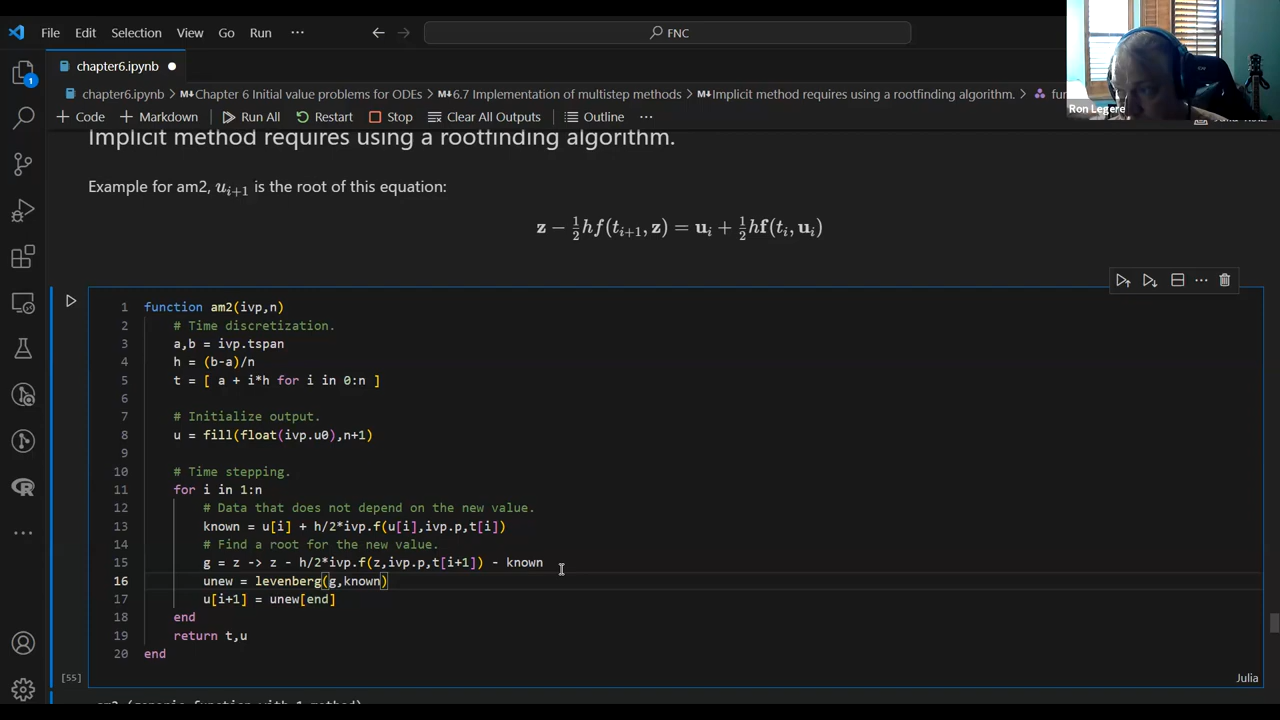 File Edit Selection View Go Run ··· FNC
chapter6.ipynb
chapter6.ipynb > M↓Chapter 6 Initial value problems for ODEs > M↓6.7 Implementation of multistep methods > M↓Implicit method requires using a rootfinding algorithm. >
Ron Legere
+ Code + Markdown Run All Restart Clear All Outputs Outline ···
Implicit method requires using a rootfinding algorithm.
Example for am2, u_{i+1} is the root of this equation:
z − ½hf(t_{i+1}, z) = u_i + ½hf(t_i, u_i)
1 function am2(ivp,n)
2 # Time discretization.
3 a,b = ivp.tspan
4 h = (b-a)/n
5 t = [ a + i*h for i in 0:n ]
6
7 # Initialize output.
8 u = fill(float(ivp.u0),n+1)
9
10 # Time stepping.
11 for i in 1:n
12 # Data that does not depend on the new value.
13 known = u[i] + h/2*ivp.f(u[i],ivp.p,t[i])
14 # Find a root for the new value.
15 g = z -> z - h/2*ivp.f(z,ivp.p,t[i+1]) - known
16 unew = levenberg(g,known)
17 u[i+1] = unew[end]
18 end
19 return t,u
20 end
[55] Julia
am2 (generic function with 1 method)